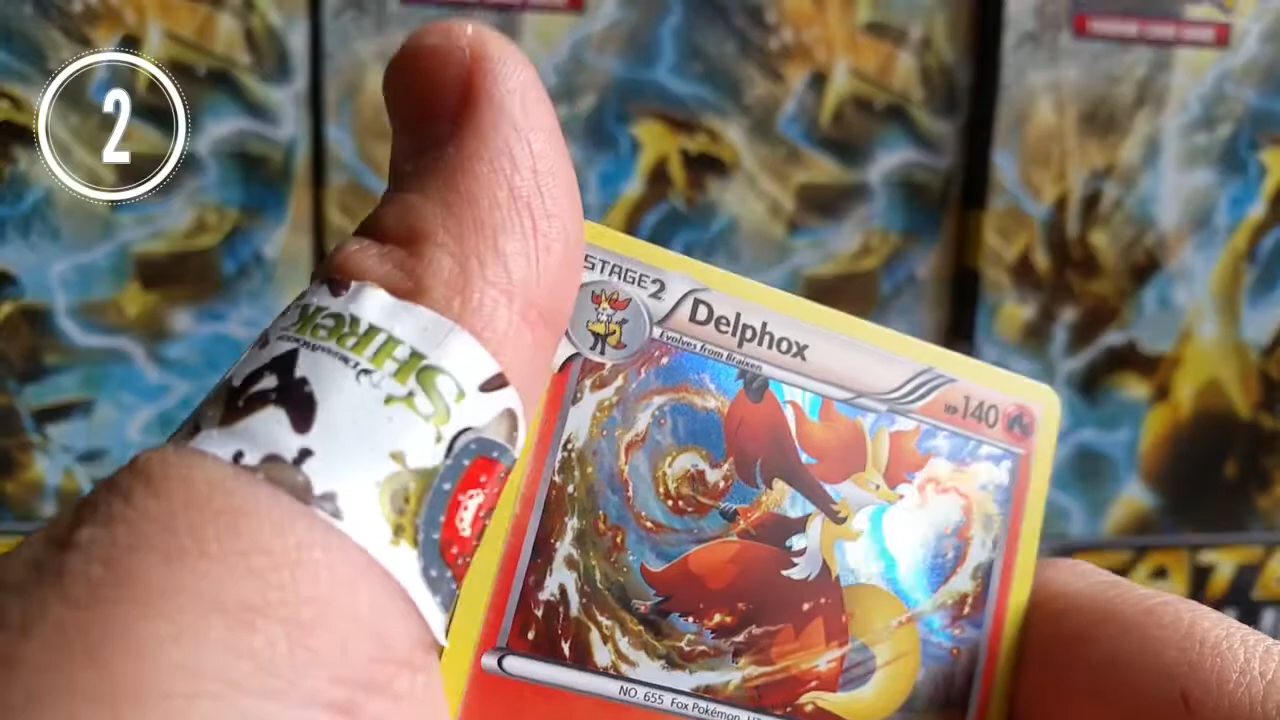 2
SHREK
STAGE2
Delphox
Evolves from Braixen
HP 140
NO. 655 Fox Pokémon